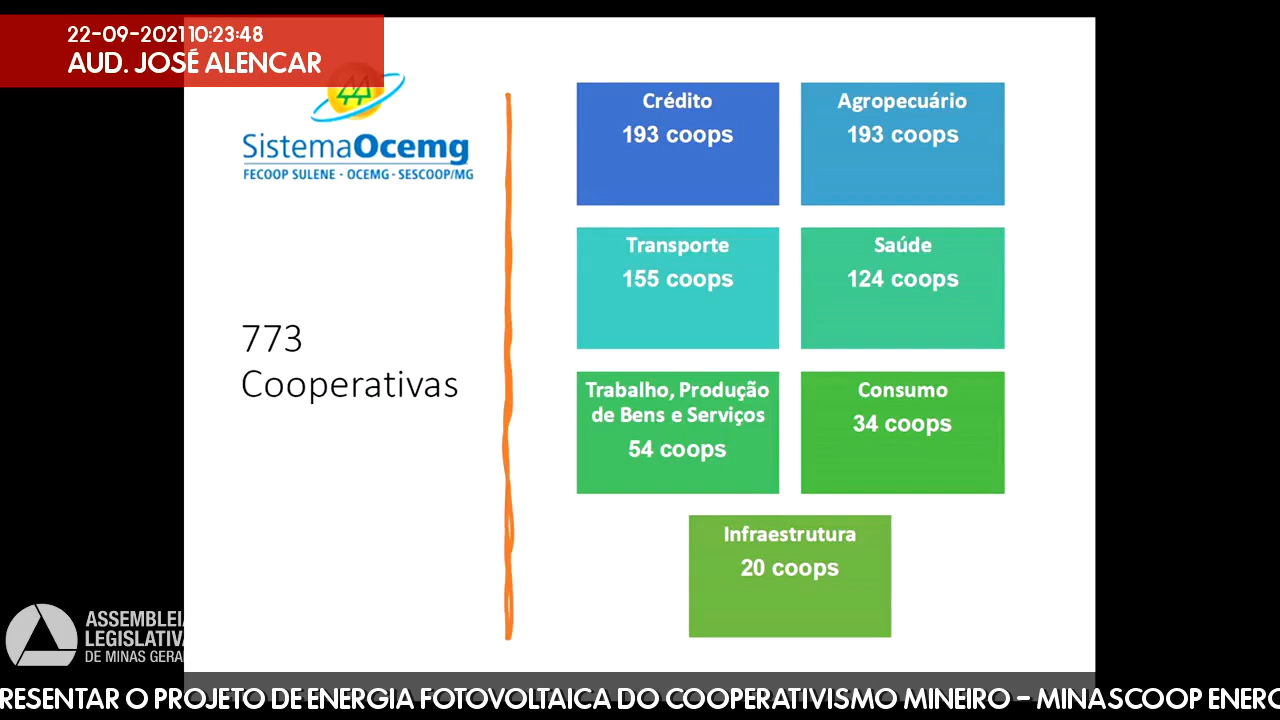 22-09-2021 10:23:48
AUD. JOSÉ ALENCAR
SistemaOcemg
FECOOP SULENE - OCEMG - SESCOOP/MG
773
Cooperativas
Crédito
193 coops
Agropecuário
193 coops
Transporte
155 coops
Saúde
124 coops
Trabalho, Produção
de Bens e Serviços
54 coops
Consumo
34 coops
Infraestrutura
20 coops
ASSEMBLEIA
LEGISLATIVA
DE MINAS GERAI
RESENTAR O PROJETO DE ENERGIA FOTOVOLTAICA DO COOPERATIVISMO MINEIRO - MINASCOOP ENERG